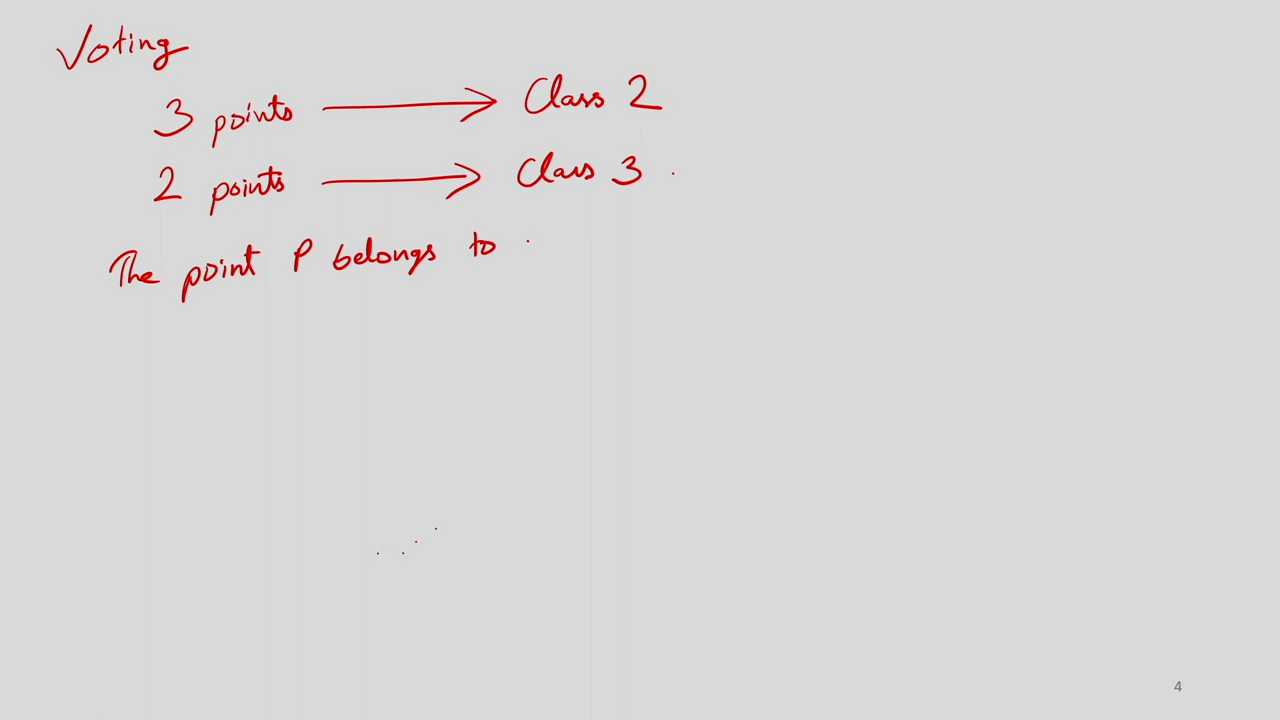 Voting
3 points → Class 2
2 points → Class 3
The point P belongs to
4